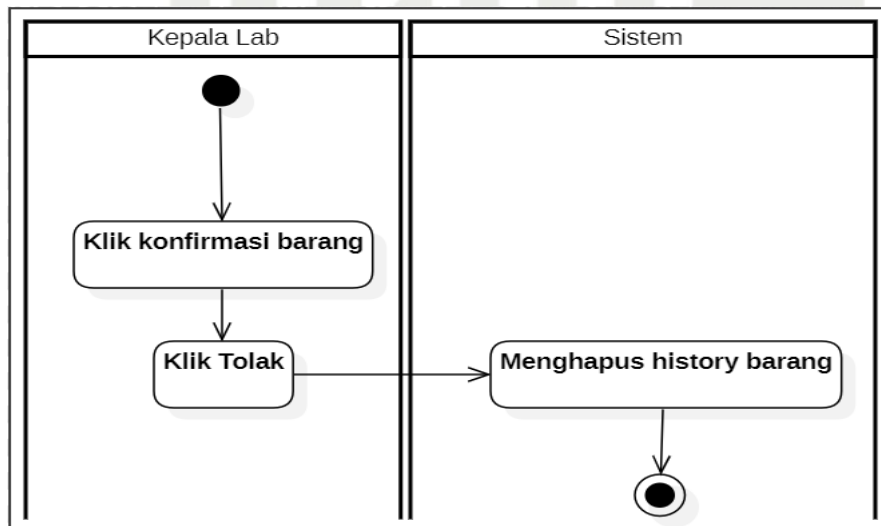 Kepala Lab
Sistem
Klik konfirmasi barang
Klik Tolak
Menghapus history barang